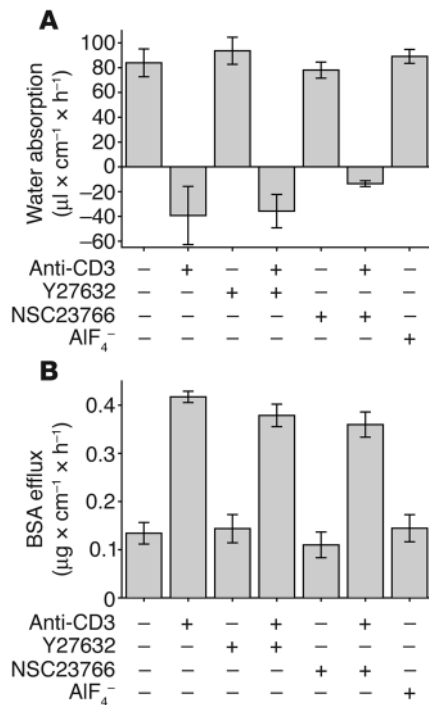 A
Water absorption
(μl × cm⁻¹ × h⁻¹)
100
80
60
40
20
0
−20
−40
−60
Anti-CD3 − + − + − + −
Y27632 − − + + − − −
NSC23766 − − − − + + −
AlF₄⁻ − − − − − − +
B
BSA efflux
(μg × cm⁻¹ × h⁻¹)
0.4
0.3
0.2
0.1
0
Anti-CD3 − + − + − + −
Y27632 − − + + − − −
NSC23766 − − − − + + −
AlF₄⁻ − − − − − − +